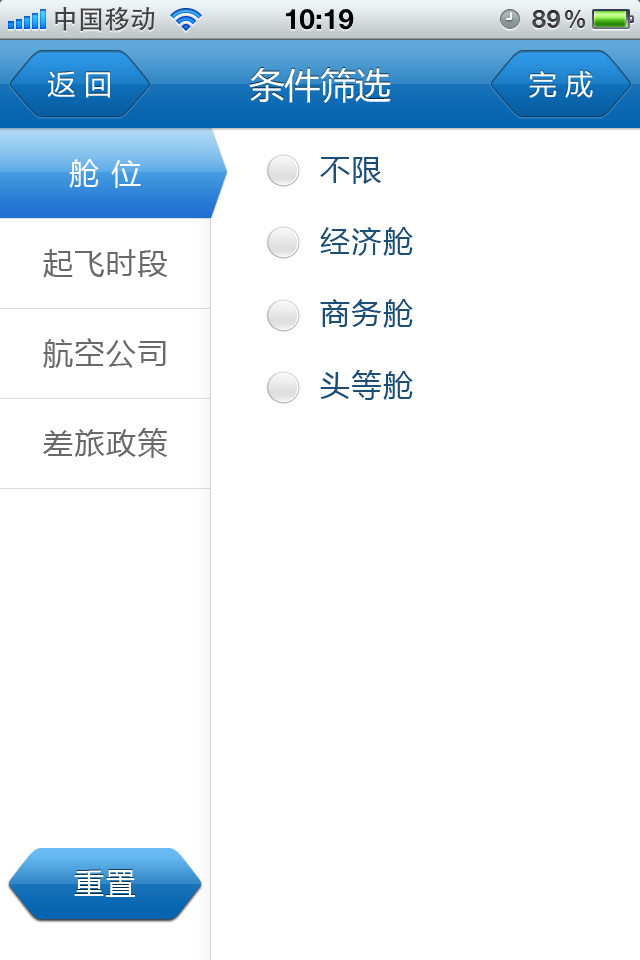 中国移动 10:19 89%
返回 条件筛选 完成
舱位
起飞时段
航空公司
差旅政策
不限
经济舱
商务舱
头等舱
重置